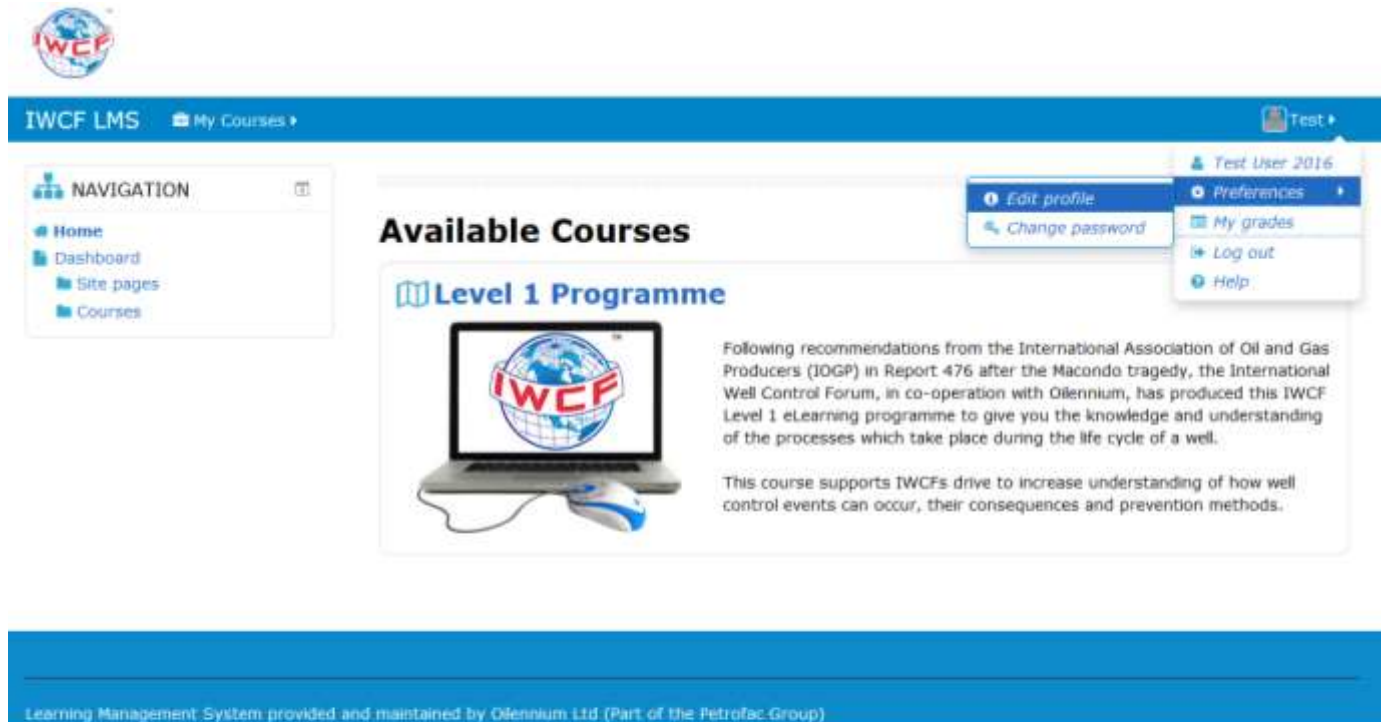 IWCF
IWCF LMS My Courses Test
NAVIGATION
Home
Dashboard
Site pages
Courses
Test User 2016
Preferences
My grades
Log out
Help
Edit profile
Change password
Available Courses
Level 1 Programme
IWCF
Following recommendations from the International Association of Oil and Gas
Producers (IOGP) in Report 476 after the Macondo tragedy, the International
Well Control Forum, in co-operation with Oilennium, has produced this IWCF
Level 1 eLearning programme to give you the knowledge and understanding
of the processes which take place during the life cycle of a well.
This course supports IWCFs drive to increase understanding of how well
control events can occur, their consequences and prevention methods.
Learning Management System provided and maintained by Oilennium Ltd (Part of the Petrofac Group)